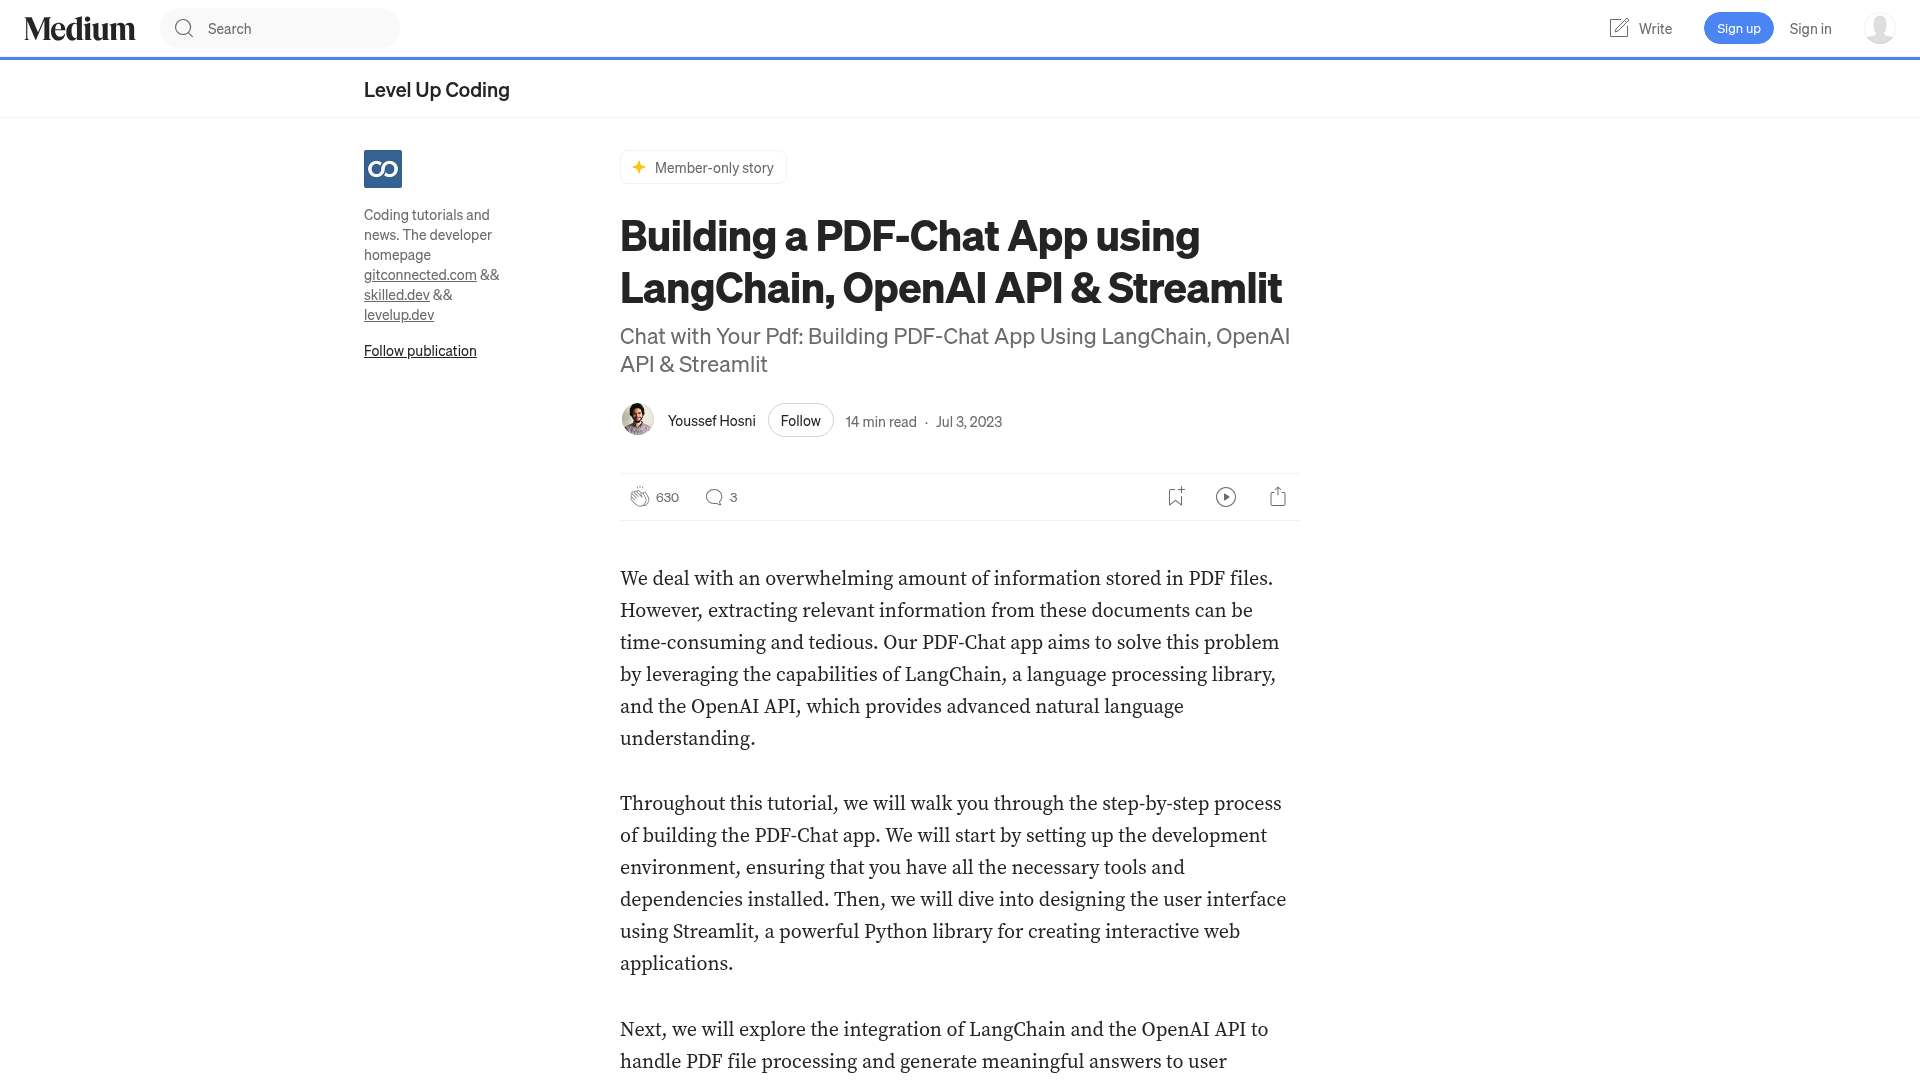 Medium
Search
Write
Sign up
Sign in
Level Up Coding
Coding tutorials and
news. The developer
homepage
gitconnected.com &&
skilled.dev &&
levelup.dev
Follow publication
Member-only story
Building a PDF-Chat App using
LangChain, OpenAI API & Streamlit
Chat with Your Pdf: Building PDF-Chat App Using LangChain, OpenAI
API & Streamlit
Youssef Hosni
Follow
14 min read · Jul 3, 2023
630
3
We deal with an overwhelming amount of information stored in PDF files.
However, extracting relevant information from these documents can be
time-consuming and tedious. Our PDF-Chat app aims to solve this problem
by leveraging the capabilities of LangChain, a language processing library,
and the OpenAI API, which provides advanced natural language
understanding.
Throughout this tutorial, we will walk you through the step-by-step process
of building the PDF-Chat app. We will start by setting up the development
environment, ensuring that you have all the necessary tools and
dependencies installed. Then, we will dive into designing the user interface
using Streamlit, a powerful Python library for creating interactive web
applications.
Next, we will explore the integration of LangChain and the OpenAI API to
handle PDF file processing and generate meaningful answers to user